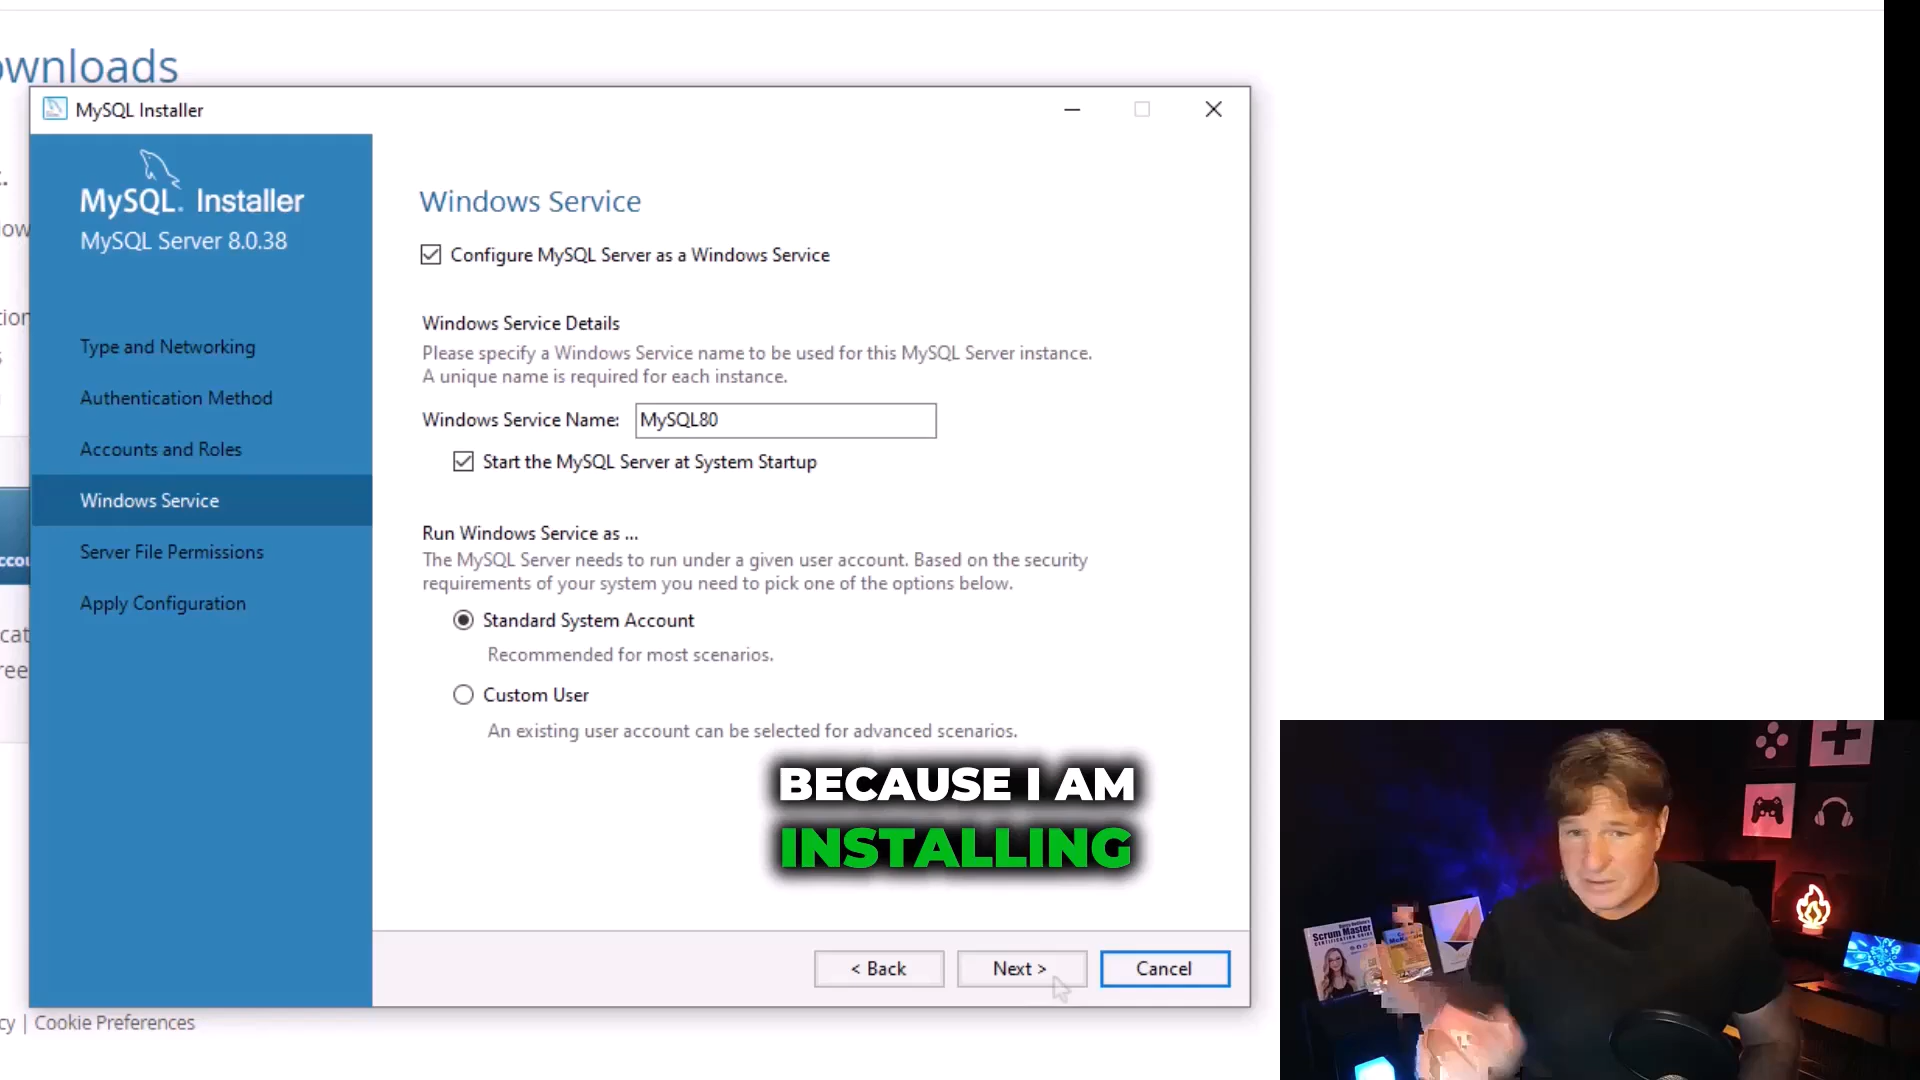 ownloads
MySQL Installer
MySQL. Installer
MySQL Server 8.0.38
Type and Networking
Authentication Method
Accounts and Roles
Windows Service
Server File Permissions
Apply Configuration
Windows Service
Configure MySQL Server as a Windows Service
Windows Service Details
Please specify a Windows Service name to be used for this MySQL Server instance.
A unique name is required for each instance.
Windows Service Name: MySQL80
Start the MySQL Server at System Startup
Run Windows Service as ...
The MySQL Server needs to run under a given user account. Based on the security
requirements of your system you need to pick one of the options below.
Standard System Account
Recommended for most scenarios.
Custom User
An existing user account can be selected for advanced scenarios.
BECAUSE I AM
INSTALLING
< Back
Next >
Cancel
cy | Cookie Preferences
Scrum Master